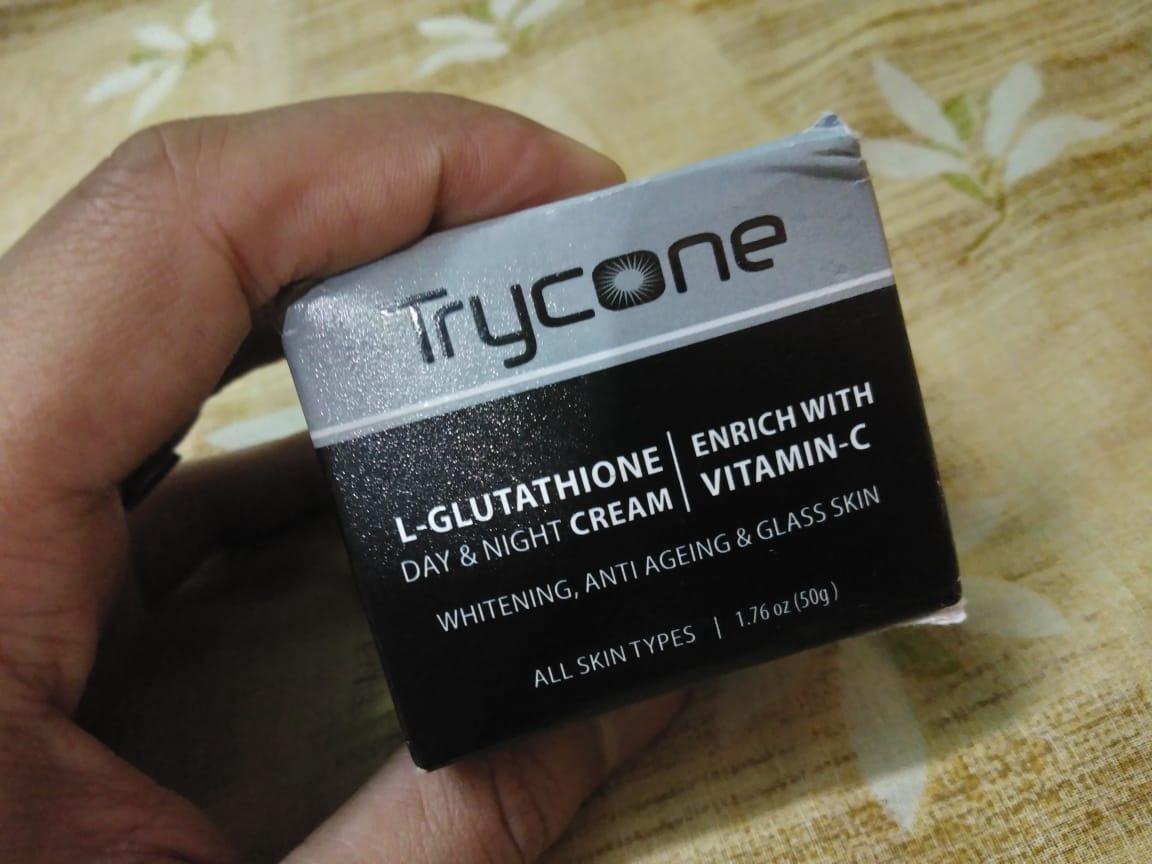 Trycone
L-GLUTATHIONE
DAY & NIGHT CREAM
ENRICH WITH
VITAMIN-C
WHITENING, ANTI AGEING & GLASS SKIN
ALL SKIN TYPES | 1.76 oz (50g)